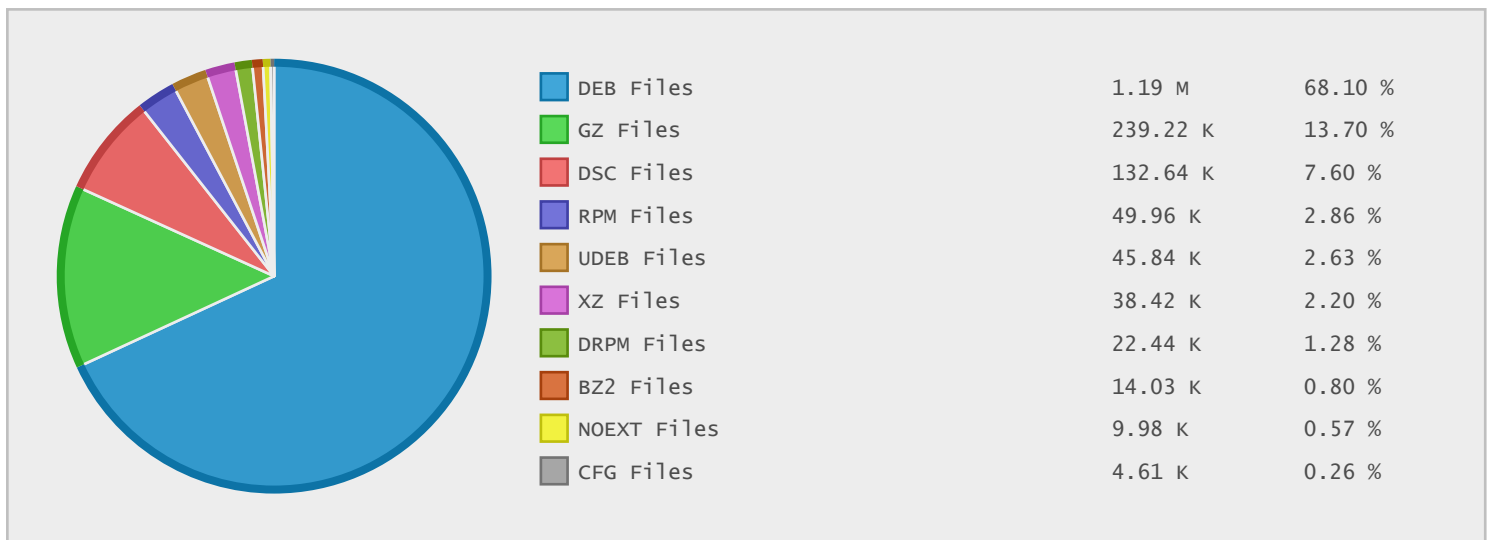 DEB Files 1.19 M 68.10 %
GZ Files 239.22 K 13.70 %
DSC Files 132.64 K 7.60 %
RPM Files 49.96 K 2.86 %
UDEB Files 45.84 K 2.63 %
XZ Files 38.42 K 2.20 %
DRPM Files 22.44 K 1.28 %
BZ2 Files 14.03 K 0.80 %
NOEXT Files 9.98 K 0.57 %
CFG Files 4.61 K 0.26 %